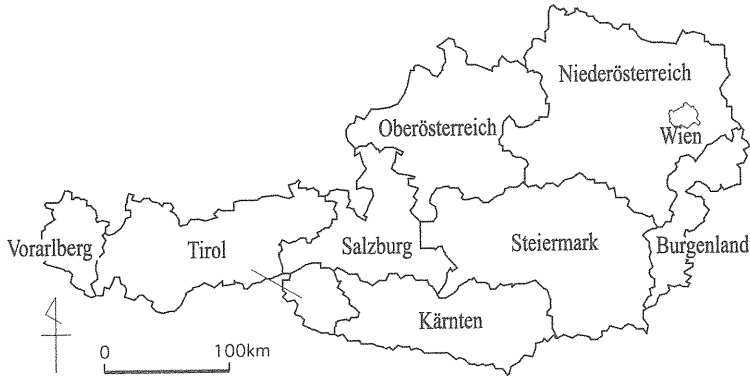 Niederösterreich
Oberösterreich
Wien
Vorarlberg
Tirol
Salzburg
Steiermark
Burgenland
Kärnten
0 100km